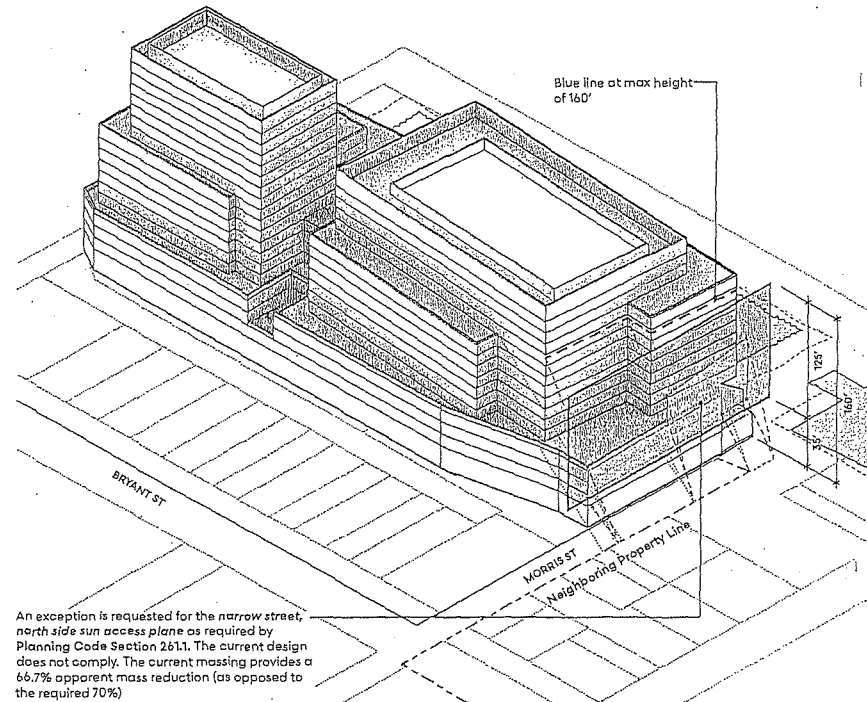 Blue line at max height
of 160'
125'
160'
35'
BRYANT ST
MORRIS ST
Neighboring Property Line
An exception is requested for the narrow street,
north side sun access plane as required by
Planning Code Section 261.1. The current design
does not comply. The current massing provides a
66.7% apparent mass reduction (as opposed to
the required 70%)